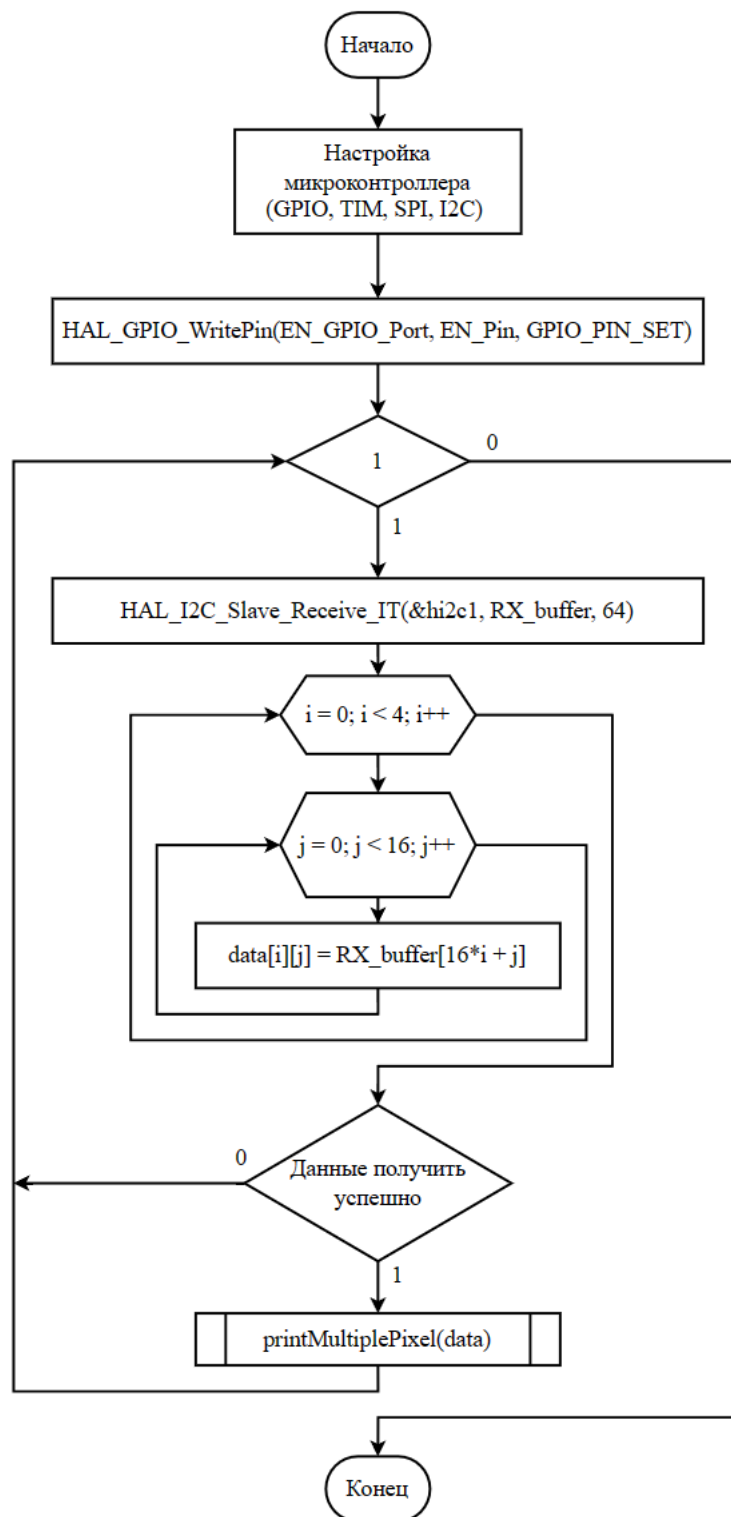 Начало
Настройка
микроконтроллера
(GPIO, TIM, SPI, I2C)
HAL_GPIO_WritePin(EN_GPIO_Port, EN_Pin, GPIO_PIN_SET)
0
1
1
HAL_I2C_Slave_Receive_IT(&hi2c1, RX_buffer, 64)
i = 0; i < 4; i++
j = 0; j < 16; j++
data[i][j] = RX_buffer[16*i + j]
0
Данные получить
успешно
1
printMultiplePixel(data)
Конец